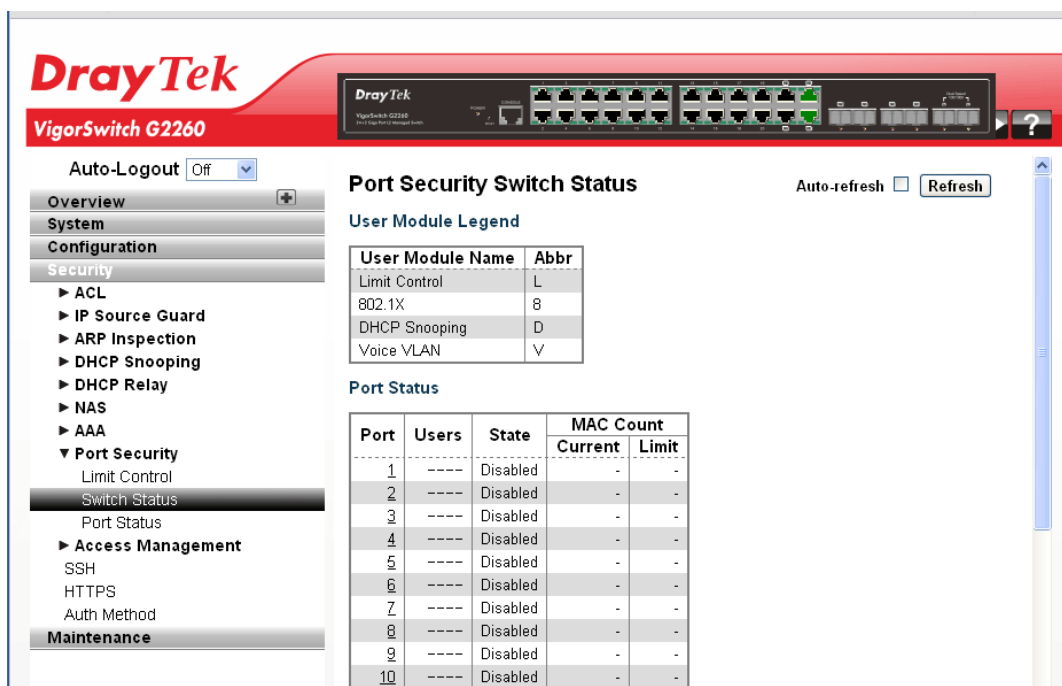 DrayTek
VigorSwitch G2260
DrayTek
VigorSwitch G2260
POWER
CONSOLE
?
Auto-Logout Off
Overview
System
Configuration
Security
ACL
IP Source Guard
ARP Inspection
DHCP Snooping
DHCP Relay
NAS
AAA
Port Security
Limit Control
Switch Status
Port Status
Access Management
SSH
HTTPS
Auth Method
Maintenance
Port Security Switch Status
Auto-refresh Refresh
User Module Legend
User Module Name Abbr
Limit Control L
802.1X 8
DHCP Snooping D
Voice VLAN V
Port Status
Port Users State MAC Count
Current Limit
1 ---- Disabled - -
2 ---- Disabled - -
3 ---- Disabled - -
4 ---- Disabled - -
5 ---- Disabled - -
6 ---- Disabled - -
7 ---- Disabled - -
8 ---- Disabled - -
9 ---- Disabled - -
10 ---- Disabled - -